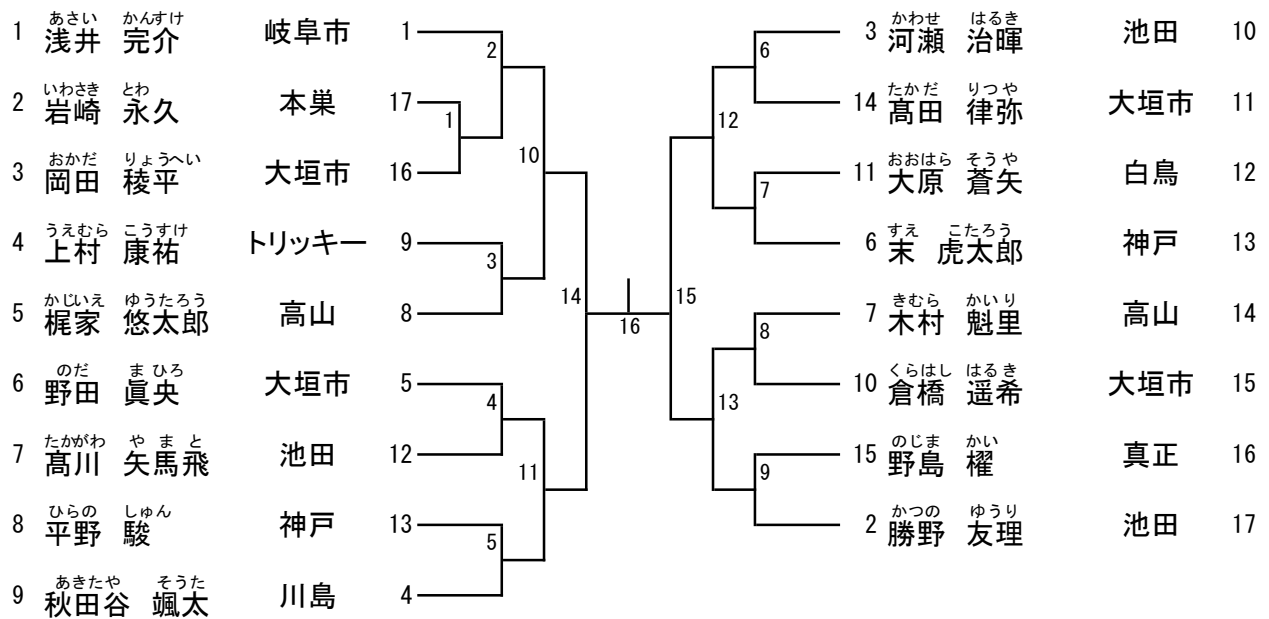 あさい かんすけ
1 浅井 完介 岐阜市 1
いわさき とわ
2 岩崎 永久 本巣 17
おかだ りょうへい
3 岡田 稜平 大垣市 16
うえむら こうすけ
4 上村 康祐 トリッキー 9
かじいえ ゆうたろう
5 梶家 悠太郎 高山 8
のだ まひろ
6 野田 眞央 大垣市 5
たかがわ やまと
7 髙川 矢馬飛 池田 12
ひらの しゅん
8 平野 駿 神戸 13
あきたや そうた
9 秋田谷 颯太 川島 4
2
1
10
3
14
4
11
5
16
6
12
7
15
8
13
9
かわせ はるき
3 河瀬 治暉 池田 10
たかだ りつや
14 髙田 律弥 大垣市 11
おおはら そうや
11 大原 蒼矢 白鳥 12
すえ こたろう
6 末 虎太郎 神戸 13
きむら かいり
7 木村 魁里 高山 14
くらはし はるき
10 倉橋 遥希 大垣市 15
のじま かい
15 野島 櫂 真正 16
かつの ゆうり
2 勝野 友理 池田 17